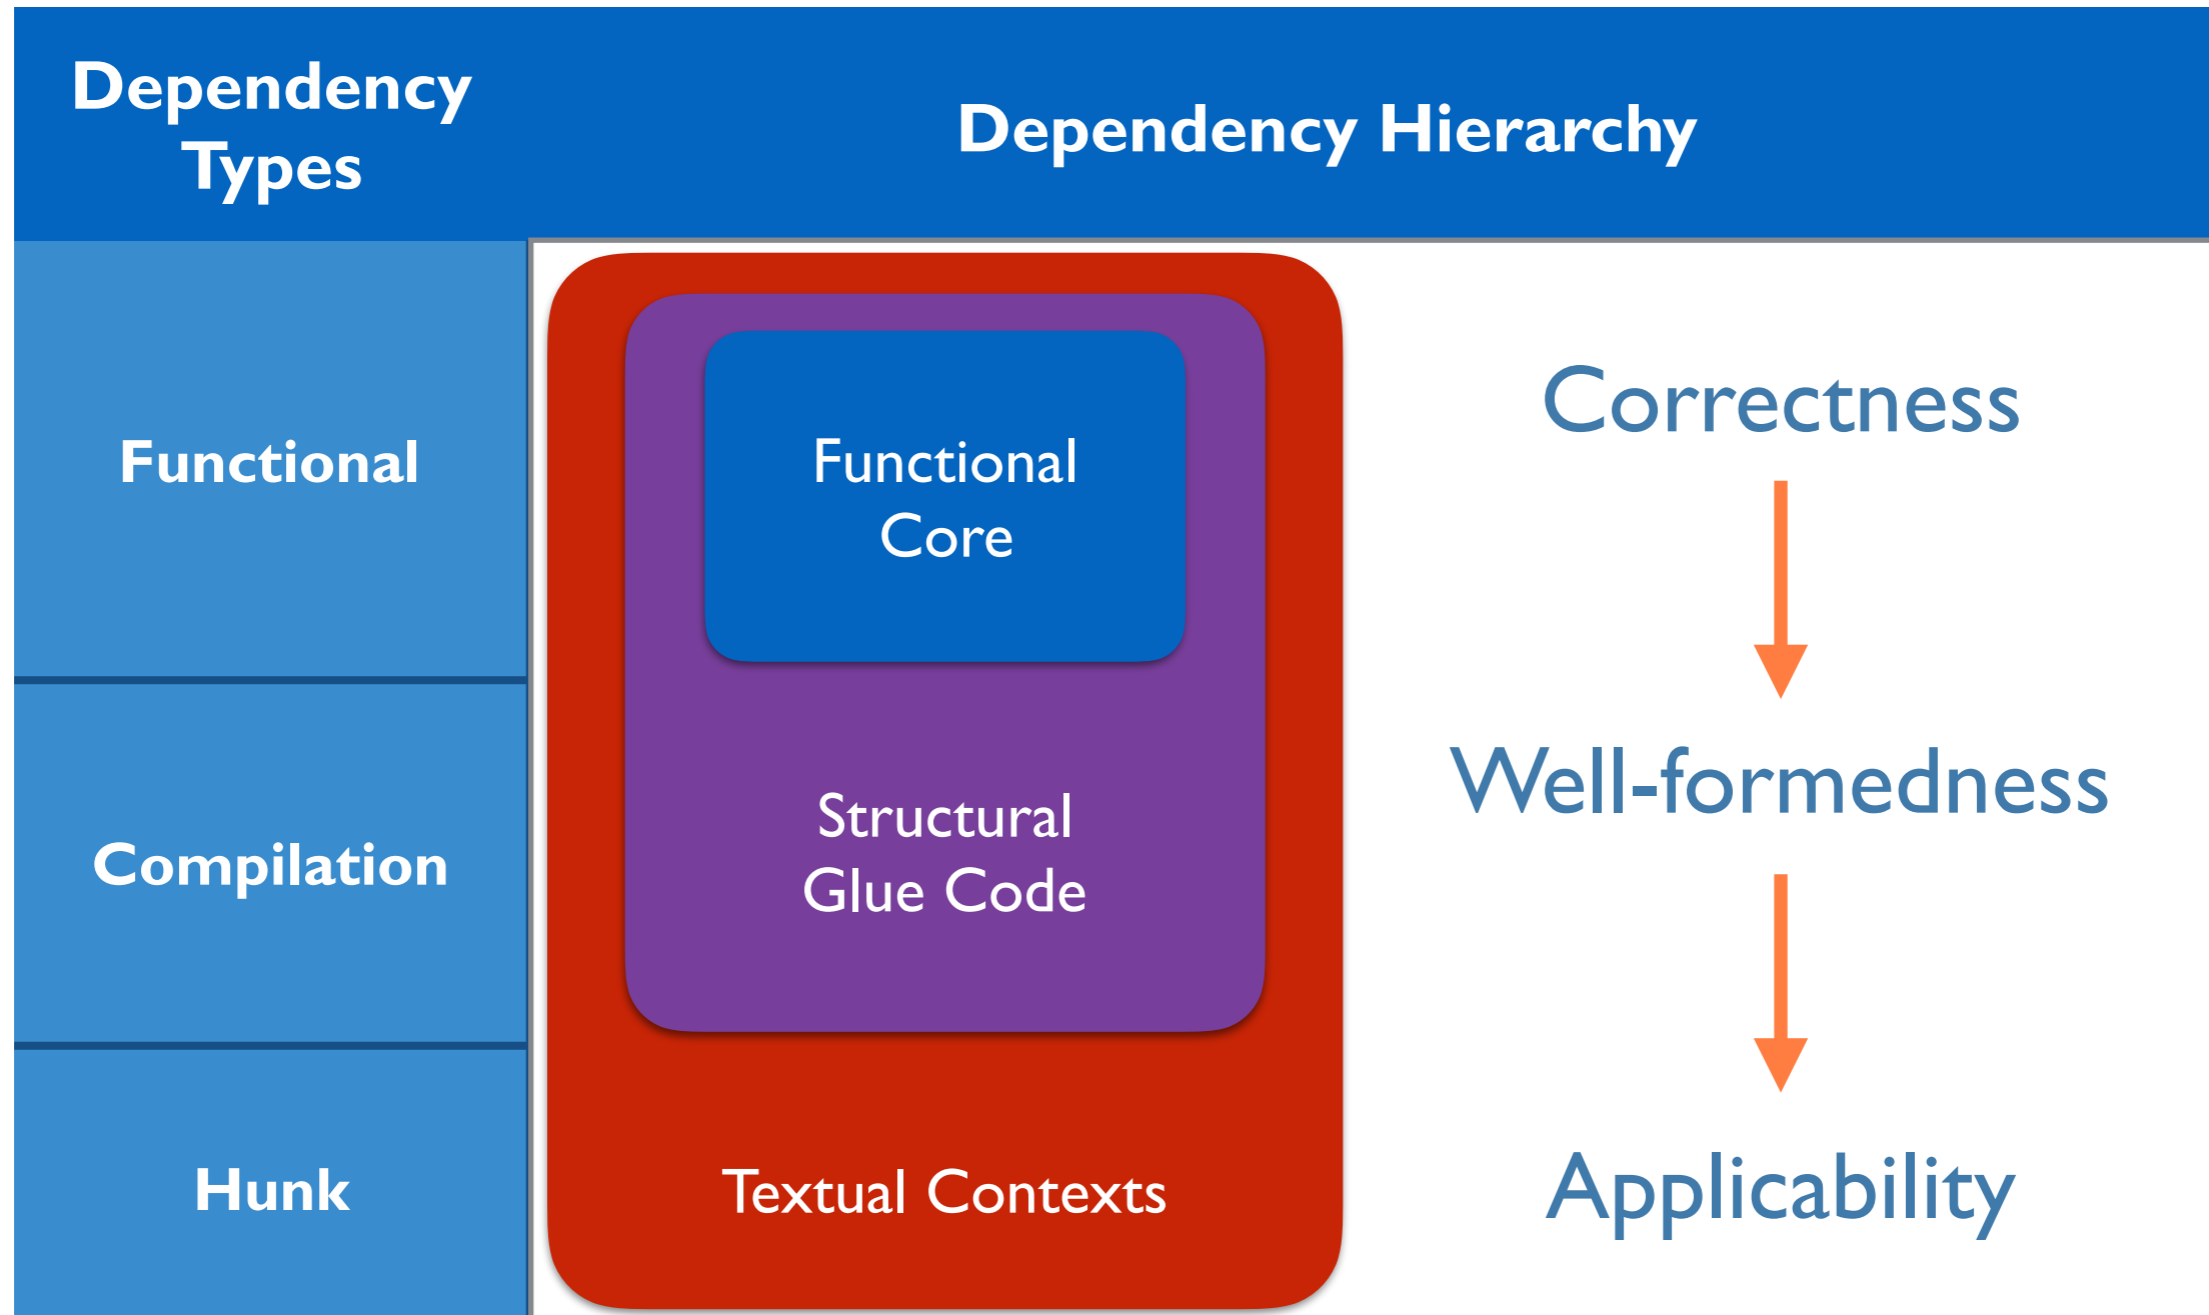 Dependency
Types
Dependency Hierarchy
Functional
Functional
Core
Correctness
Compilation
Structural
Glue Code
Well-formedness
Hunk
Textual Contexts
Applicability